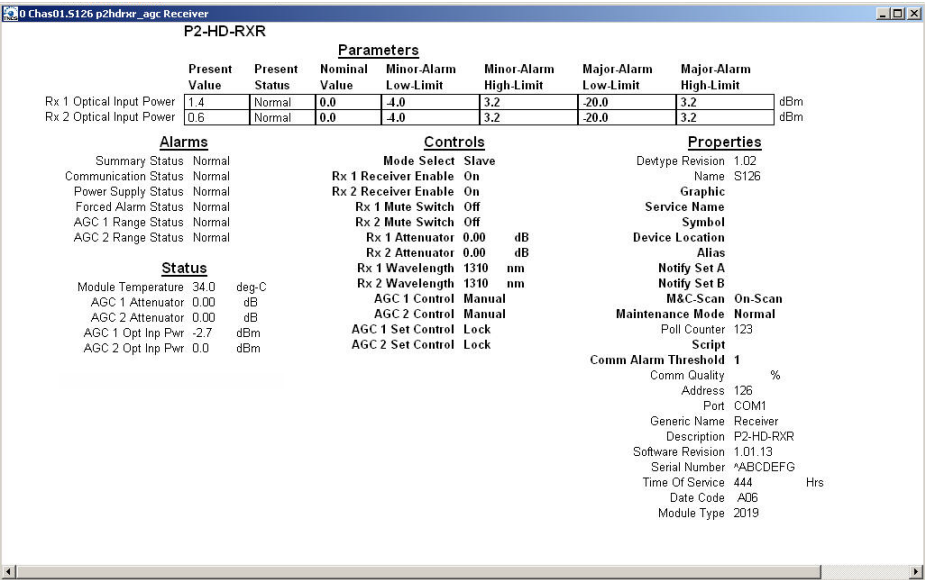 0 Chas01.S126 p2hdrxr_agc Receiver
P2-HD-RXR
Parameters
Present Value Present Status Nominal Value Minor-Alarm Low-Limit Minor-Alarm High-Limit Major-Alarm Low-Limit Major-Alarm High-Limit
Rx 1 Optical Input Power 1.4 Normal 0.0 -4.0 3.2 -20.0 3.2 dBm
Rx 2 Optical Input Power 0.6 Normal 0.0 -4.0 3.2 -20.0 3.2 dBm
Alarms
Summary Status Normal
Communication Status Normal
Power Supply Status Normal
Forced Alarm Status Normal
AGC 1 Range Status Normal
AGC 2 Range Status Normal
Status
Module Temperature 34.0 deg-C
AGC 1 Attenuator 0.00 dB
AGC 2 Attenuator 0.00 dB
AGC 1 Opt Inp Pwr -2.7 dBm
AGC 2 Opt Inp Pwr 0.0 dBm
Controls
Mode Select Slave
Rx 1 Receiver Enable On
Rx 2 Receiver Enable On
Rx 1 Mute Switch Off
Rx 2 Mute Switch Off
Rx 1 Attenuator 0.00 dB
Rx 2 Attenuator 0.00 dB
Rx 1 Wavelength 1310 nm
Rx 2 Wavelength 1310 nm
AGC 1 Control Manual
AGC 2 Control Manual
AGC 1 Set Control Lock
AGC 2 Set Control Lock
Properties
Devtype Revision 1.02
Name S126
Graphic
Service Name
Symbol
Device Location
Alias
Notify Set A
Notify Set B
M&C-Scan On-Scan
Maintenance Mode Normal
Poll Counter 123
Script
Comm Alarm Threshold 1
Comm Quality %
Address 126
Port COM1
Generic Name Receiver
Description P2-HD-RXR
Software Revision 1.01.13
Serial Number ^ABCDEFG
Time Of Service 444 Hrs
Date Code A06
Module Type 2019